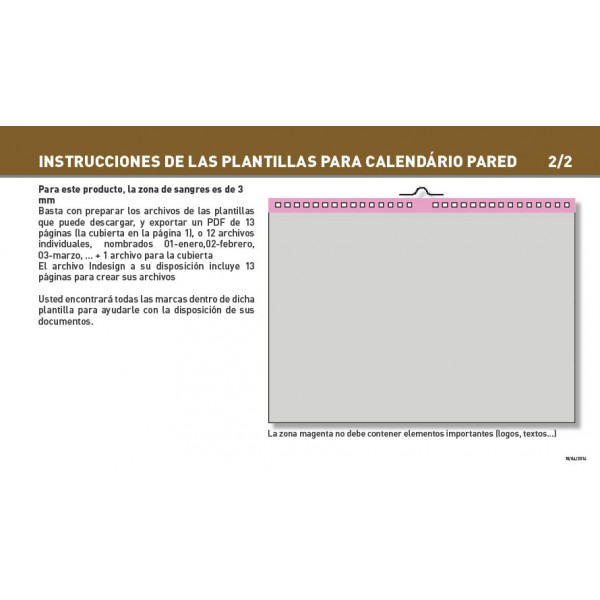 INSTRUCCIONES DE LAS PLANTILLAS PARA CALENDÁRIO PARED 2/2
Para este producto, la zona de sangres es de 3
mm
Basta con preparar los archivos de las plantillas
que puede descargar, y exportar un PDF de 13
páginas (la cubierta en la página 1), o 12 archivos
individuales, nombrados 01-enero,02-febrero,
03-marzo, ... + 1 archivo para la cubierta
El archivo Indesign a su disposición incluye 13
páginas para crear sus archivos
Usted encontrará todas las marcas dentro de dicha
plantilla para ayudarle con la disposición de sus
documentos.
La zona magenta no debe contener elementos importantes (logos, textos...)